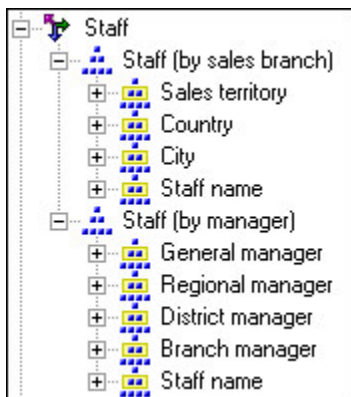 Staff
Staff (by sales branch)
Sales territory
Country
City
Staff name
Staff (by manager)
General manager
Regional manager
District manager
Branch manager
Staff name